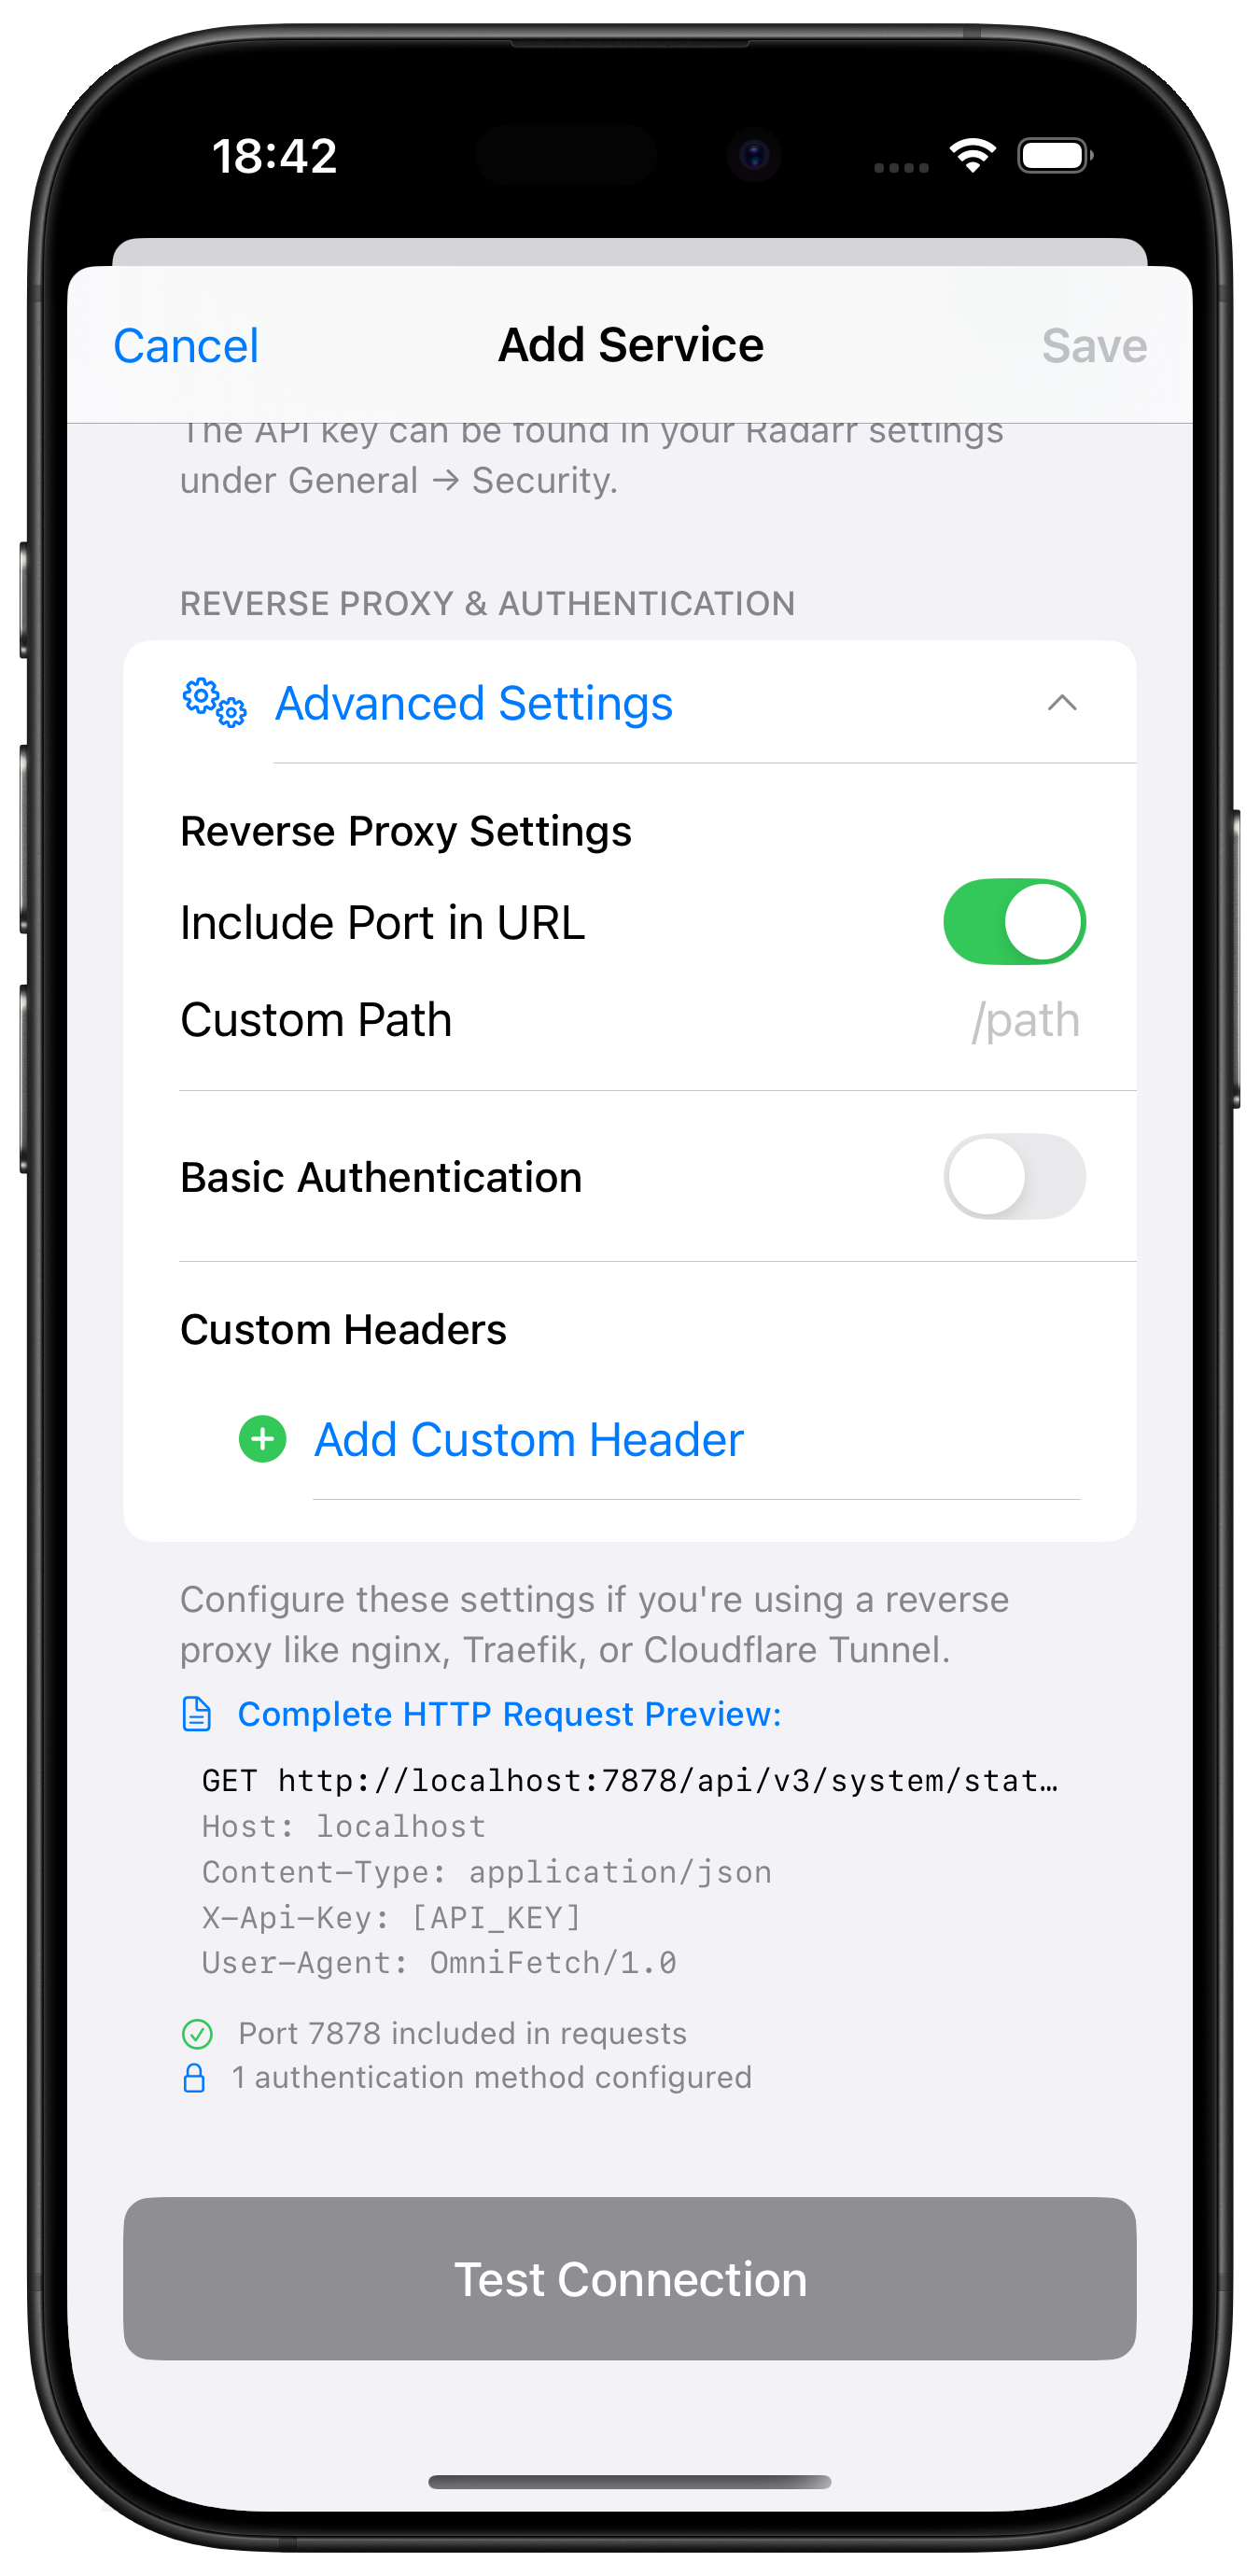 18:42
Cancel
Add Service
Save
The API key can be found in your Radarr settings
under General → Security.
REVERSE PROXY & AUTHENTICATION
Advanced Settings
Reverse Proxy Settings
Include Port in URL
Custom Path
/path
Basic Authentication
Custom Headers
Add Custom Header
Configure these settings if you're using a reverse
proxy like nginx, Traefik, or Cloudflare Tunnel.
Complete HTTP Request Preview:
GET http://localhost:7878/api/v3/system/stat…
Host: localhost
Content-Type: application/json
X-Api-Key: [API_KEY]
User-Agent: OmniFetch/1.0
Port 7878 included in requests
1 authentication method configured
Test Connection